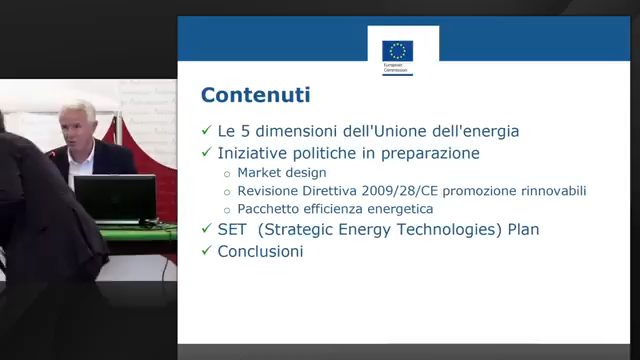 European
Commission
Contenuti
Le 5 dimensioni dell'Unione dell'energia
Iniziative politiche in preparazione
Market design
Revisione Direttiva 2009/28/CE promozione rinnovabili
Pacchetto efficienza energetica
SET (Strategic Energy Technologies) Plan
Conclusioni